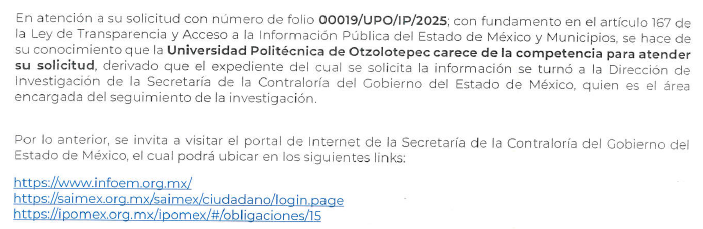 En atención a su solicitud con número de folio 00019/UPO/IP/2025; con fundamento en el artículo 167 de
la Ley de Transparencia y Acceso a la Información Pública del Estado de México y Municipios, se hace de
su conocimiento que la Universidad Politécnica de Otzolotepec carece de la competencia para atender
su solicitud, derivado que el expediente del cual se solicita la información se turnó a la Dirección de
Investigación de la Secretaría de la Contraloría del Gobierno del Estado de México, quien es el área
encargada del seguimiento de la investigación.
Por lo anterior, se invita a visitar el portal de Internet de la Secretaría de la Contraloría del Gobierno del
Estado de México, el cual podrá ubicar en los siguientes links:
https://www.infoem.org.mx/
https://saimex.org.mx/saimex/ciudadano/login.page
https://ipomex.org.mx/ipomex/#/obligaciones/15